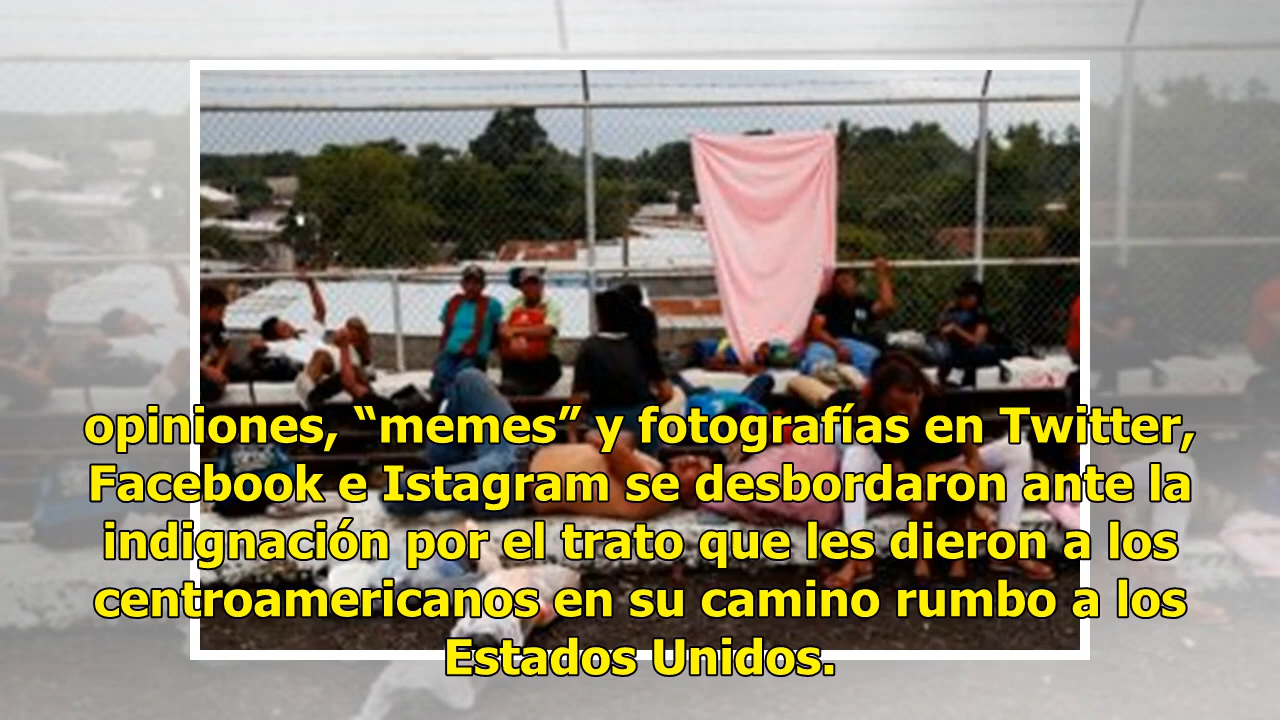 opiniones, “memes” y fotografías en Twitter,
Facebook e Istagram se desbordaron ante la
indignación por el trato que les dieron a los
centroamericanos en su camino rumbo a los
Estados Unidos.